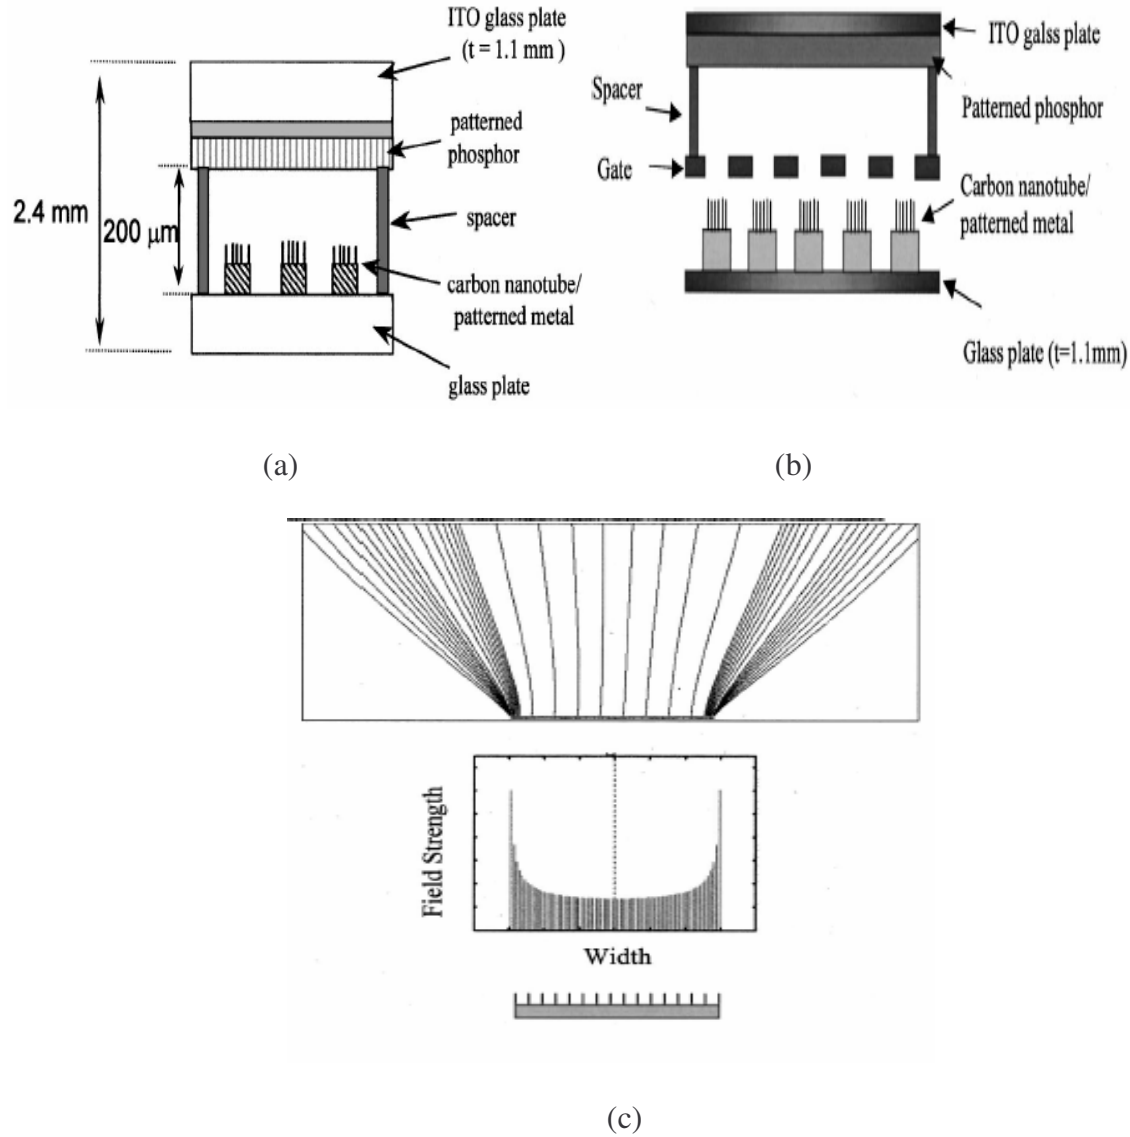 ITO glass plate
(t = 1.1 mm )
patterned
phosphor
2.4 mm
200 μm
spacer
carbon nanotube/
patterned metal
glass plate
(a)
ITO galss plate
Spacer
Patterned phosphor
Gate
Carbon nanotube/
patterned metal
Glass plate (t=1.1mm)
(b)
Field Strength
Width
(c)